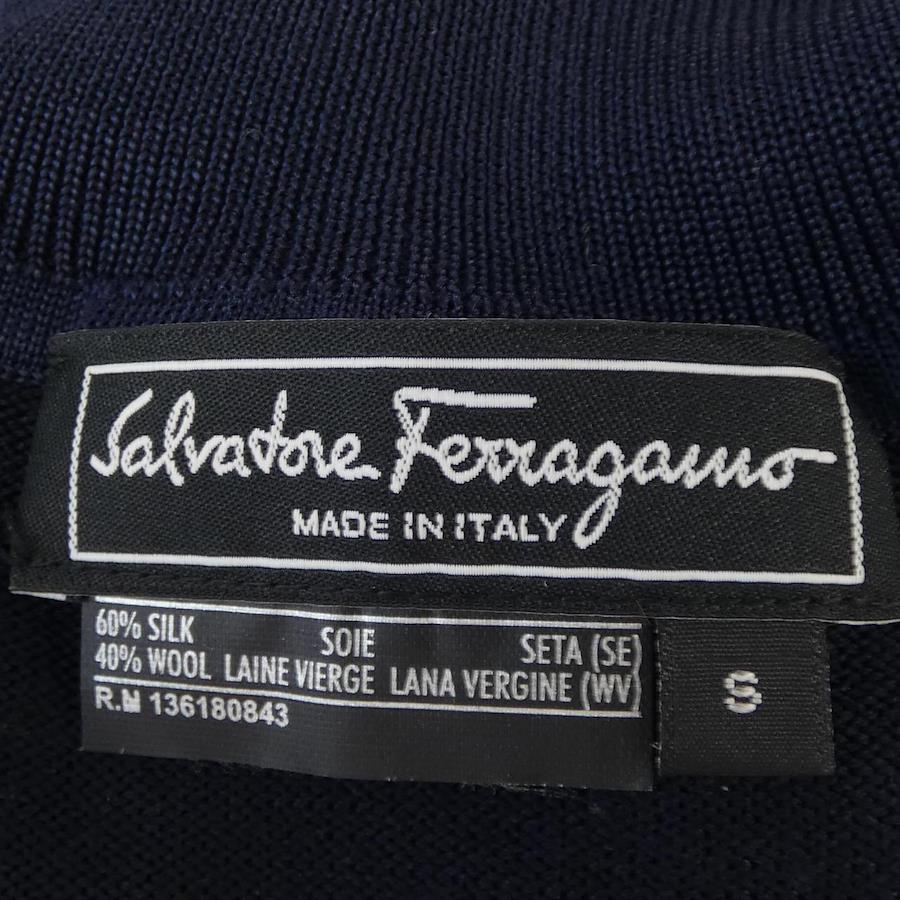 Salvatore Ferragamo
MADE IN ITALY
60% SILK SOIE SETA (SE)
40% WOOL LAINE VIERGE LANA VERGINE (WV)
R.M 136180843
S